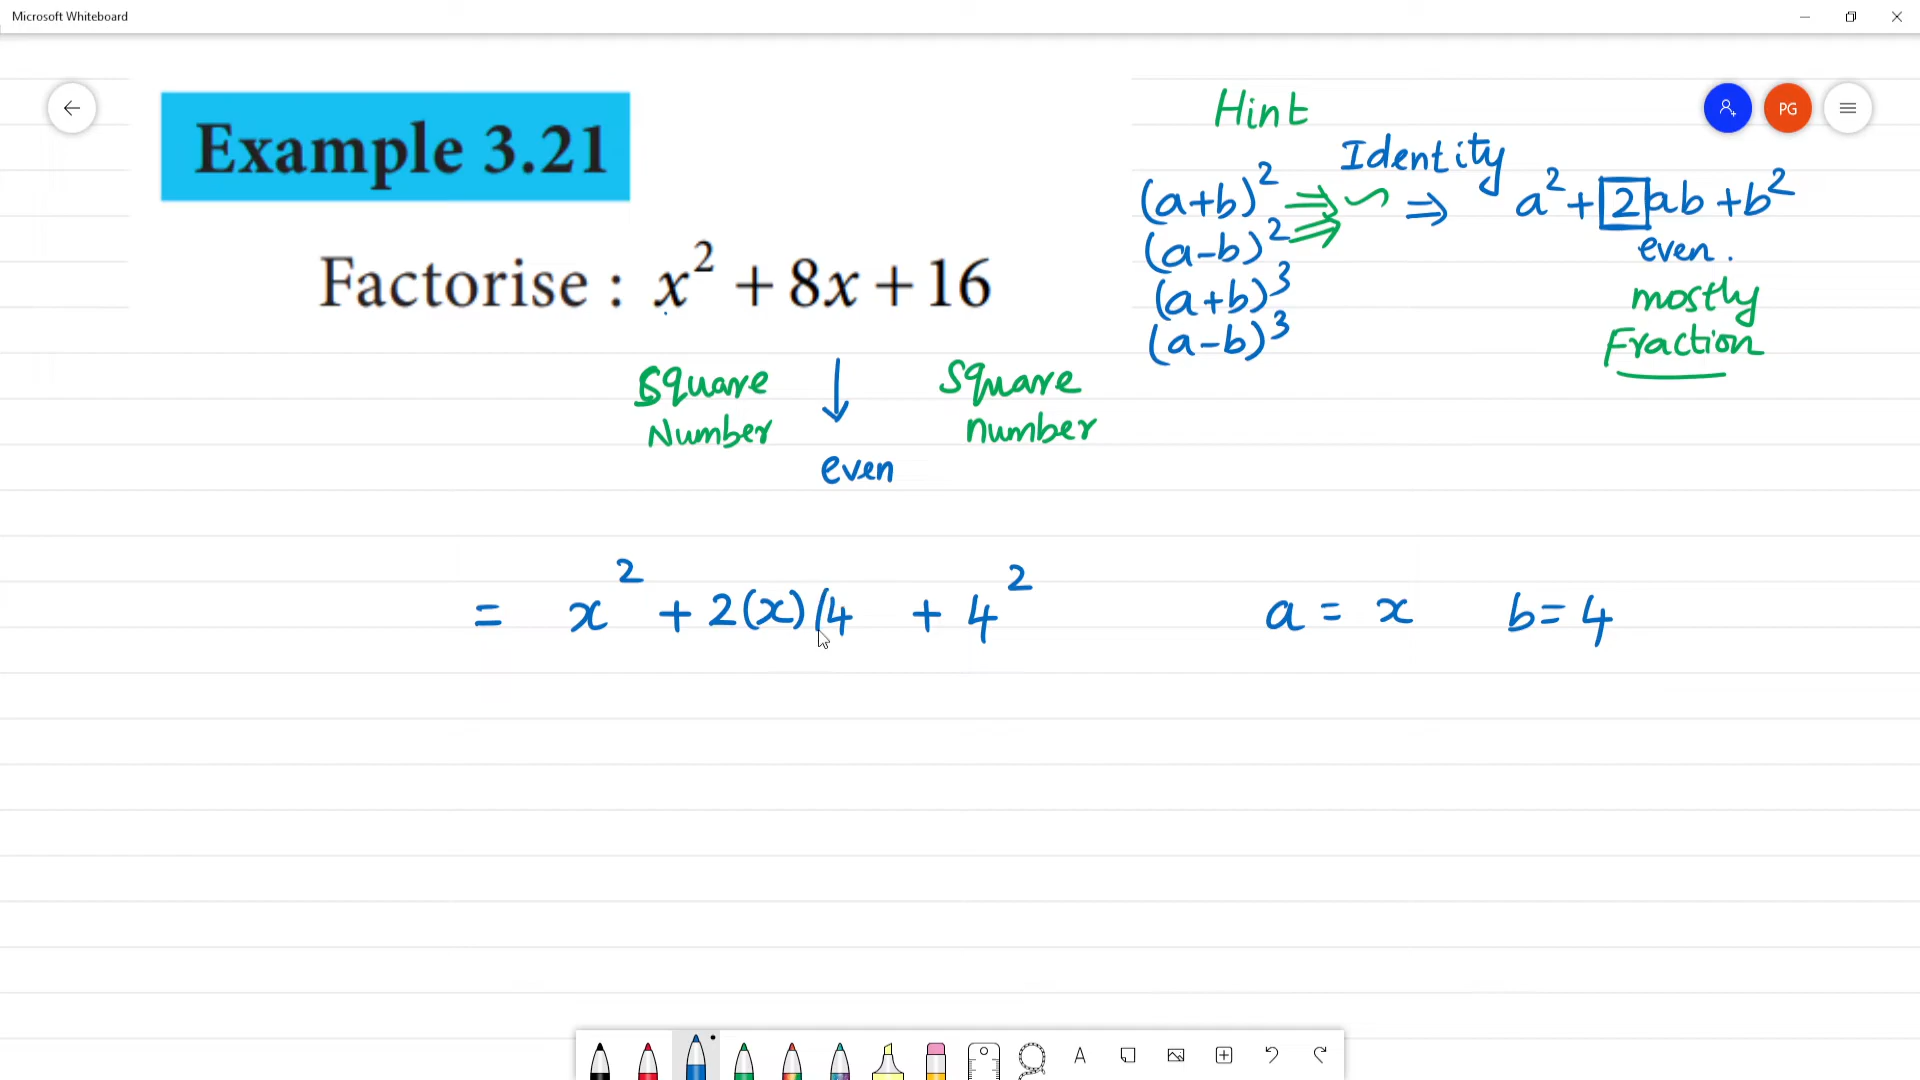 Microsoft Whiteboard
PG
Example 3.21
Factorise : x² + 8x + 16
Square Number
even
Square number
Hint
Identity
(a+b)² ⇒ ⇒ a² + 2ab + b²
(a-b)² ⇒
(a+b)³
(a-b)³
even.
mostly
Fraction
= x² + 2(x)(4 + 4²
a = x b = 4
A